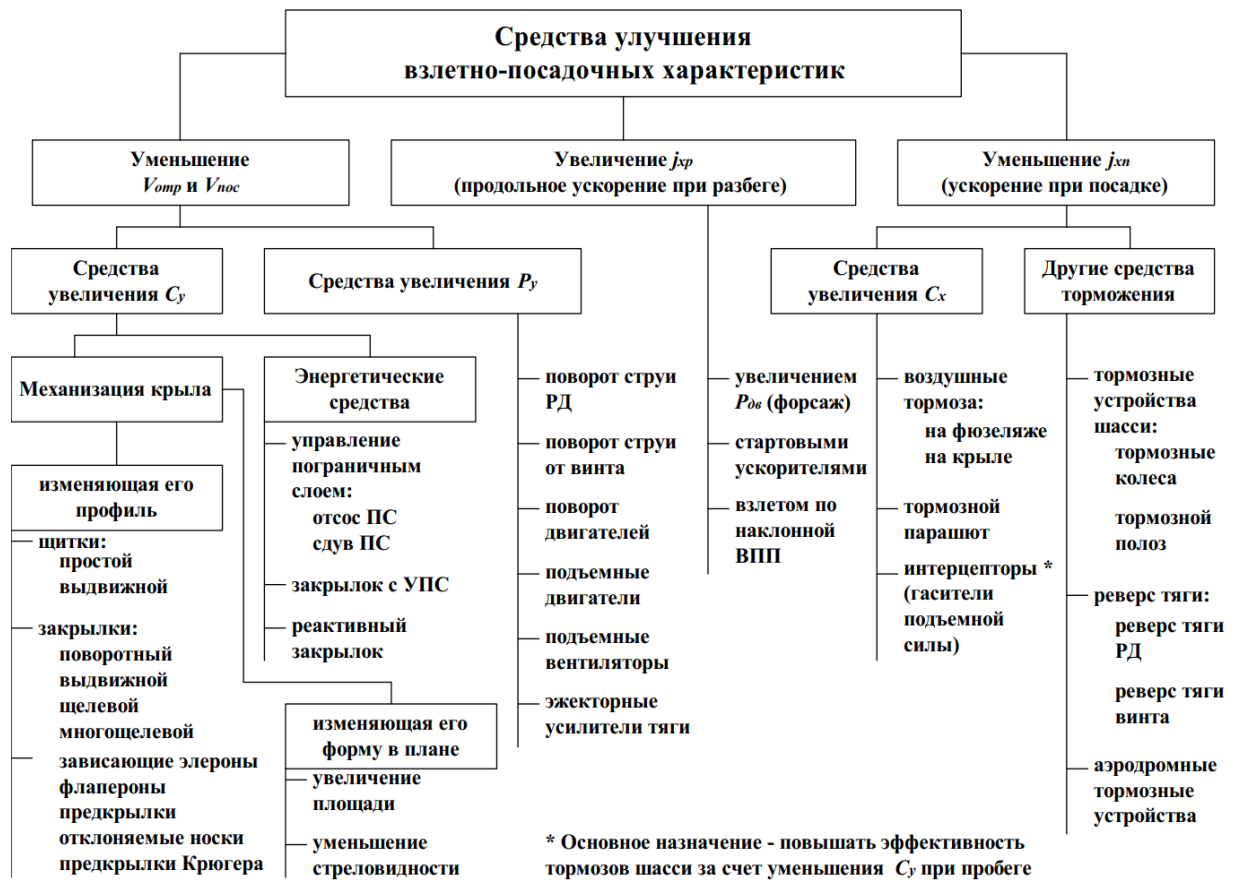 Средства улучшения
взлетно-посадочных характеристик
Уменьшение
Vотр и Vпос
Увеличение jxp
(продольное ускорение при разбеге)
Уменьшение jxn
(ускорение при посадке)
Средства
увеличения Cy
Средства увеличения Py
Средства
увеличения Cx
Другие средства
торможения
Механизация крыла
Энергетические
средства
изменяющая его
профиль
щитки:
простой
выдвижной
закрылки:
поворотный
выдвижной
щелевой
многощелевой
зависающие элероны
флапероны
предкрылки
отклоняемые носки
предкрылки Крюгера
управление
пограничным
слоем:
отсос ПС
сдув ПС
закрылок с УПС
реактивный
закрылок
изменяющая его
форму в плане
увеличение
площади
уменьшение
стреловидности
поворот струи
РД
поворот струи
от винта
поворот
двигателей
подъемные
двигатели
подъемные
вентиляторы
эжекторные
усилители тяги
увеличением
Pдв (форсаж)
стартовыми
ускорителями
взлетом по
наклонной
ВПП
воздушные
тормоза:
на фюзеляже
на крыле
тормозной
парашют
интерцепторы *
(гасители
подъемной
силы)
тормозные
устройства
шасси:
тормозные
колеса
тормозной
полоз
реверс тяги:
реверс тяги
РД
реверс тяги
винта
аэродромные
тормозные
устройства
* Основное назначение - повышать эффективность
тормозов шасси за счет уменьшения Cy при пробеге